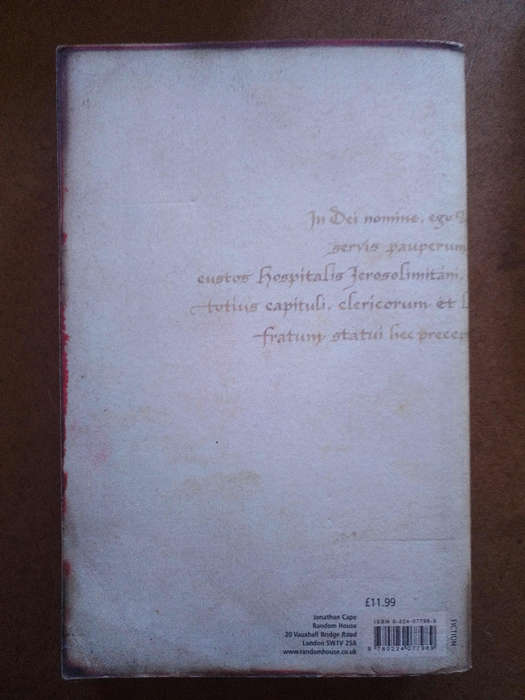 In Dei nomine, ego
servis pauperum
custos Hospitalis Jerosolimitam,
totius capituli, clericorum et
fratum statui hec precep
£11.99
Jonathan Cape
Random House
20 Vauxhall Bridge Road
London SW1V 2SA
www.randomhouse.co.uk
FICTION